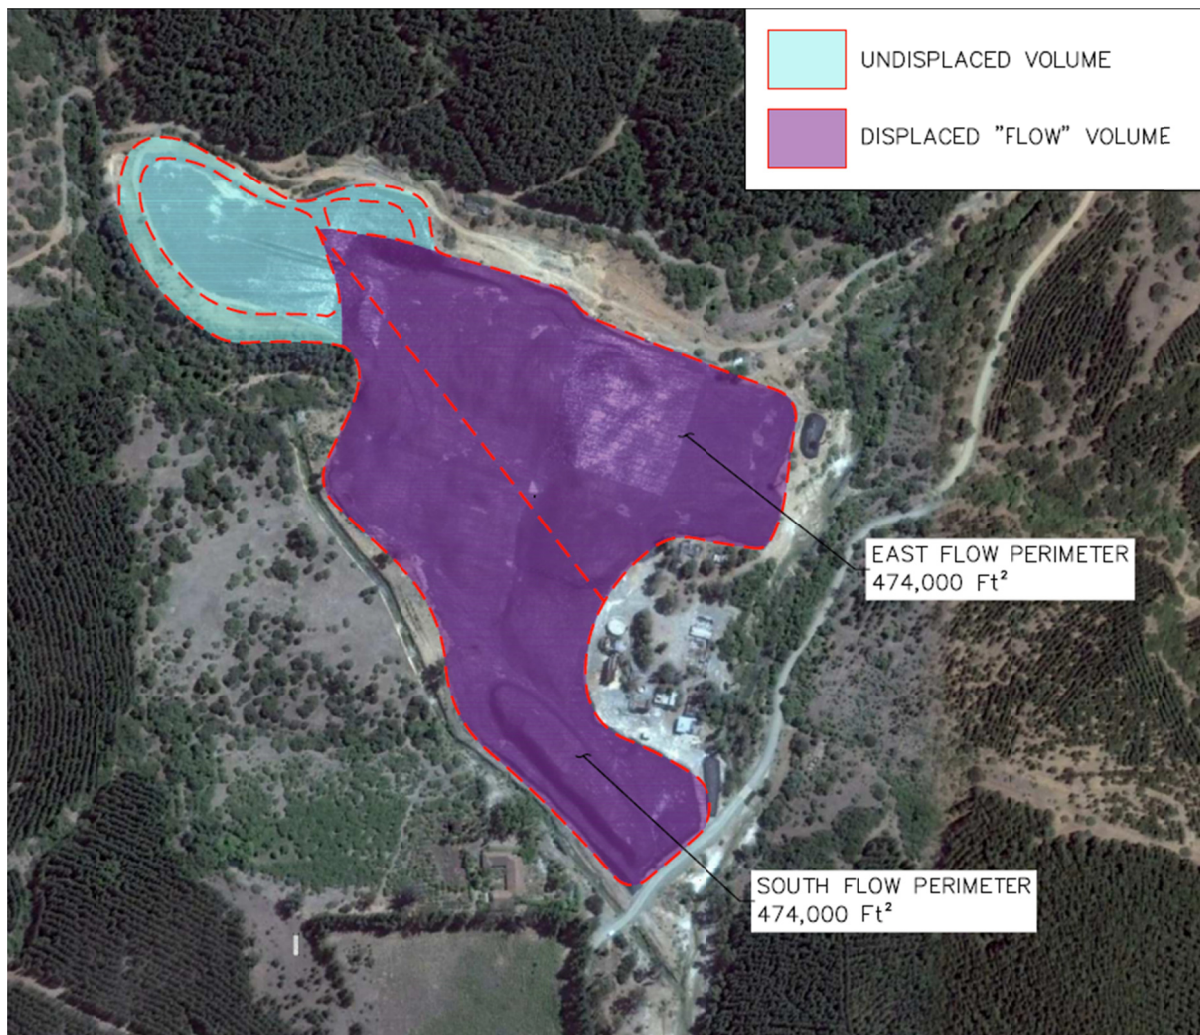 UNDISPLACED VOLUME
DISPLACED "FLOW" VOLUME
EAST FLOW PERIMETER
474,000 Ft²
SOUTH FLOW PERIMETER
474,000 Ft²